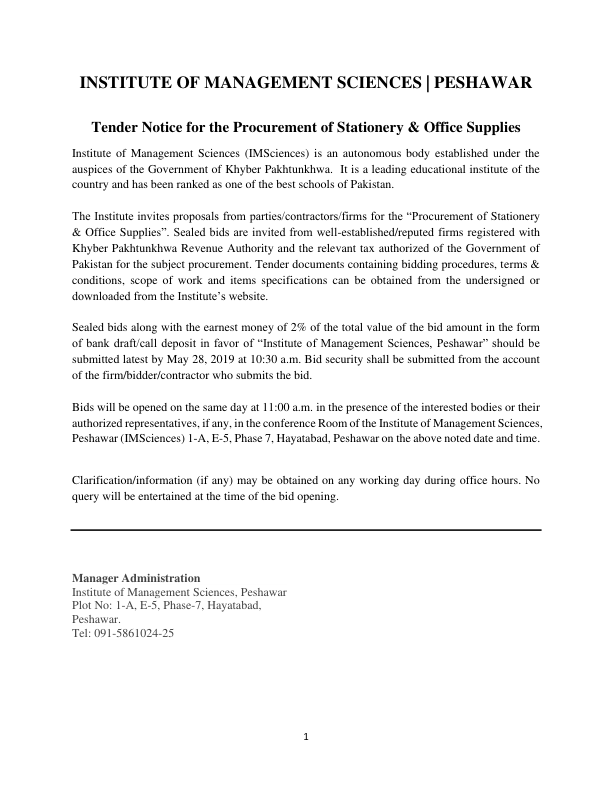 INSTITUTE OF MANAGEMENT SCIENCES | PESHAWAR
Tender Notice for the Procurement of Stationery & Office Supplies
Institute of Management Sciences (IMSciences) is an autonomous body established under the
auspices of the Government of Khyber Pakhtunkhwa. It is a leading educational institute of the
country and has been ranked as one of the best schools of Pakistan.
The Institute invites proposals from parties/contractors/firms for the “Procurement of Stationery
& Office Supplies”. Sealed bids are invited from well-established/reputed firms registered with
Khyber Pakhtunkhwa Revenue Authority and the relevant tax authorized of the Government of
Pakistan for the subject procurement. Tender documents containing bidding procedures, terms &
conditions, scope of work and items specifications can be obtained from the undersigned or
downloaded from the Institute’s website.
Sealed bids along with the earnest money of 2% of the total value of the bid amount in the form
of bank draft/call deposit in favor of “Institute of Management Sciences, Peshawar” should be
submitted latest by May 28, 2019 at 10:30 a.m. Bid security shall be submitted from the account
of the firm/bidder/contractor who submits the bid.
Bids will be opened on the same day at 11:00 a.m. in the presence of the interested bodies or their
authorized representatives, if any, in the conference Room of the Institute of Management Sciences,
Peshawar (IMSciences) 1-A, E-5, Phase 7, Hayatabad, Peshawar on the above noted date and time.
Clarification/information (if any) may be obtained on any working day during office hours. No
query will be entertained at the time of the bid opening.
Manager Administration
Institute of Management Sciences, Peshawar
Plot No: 1-A, E-5, Phase-7, Hayatabad,
Peshawar.
Tel: 091-5861024-25
1